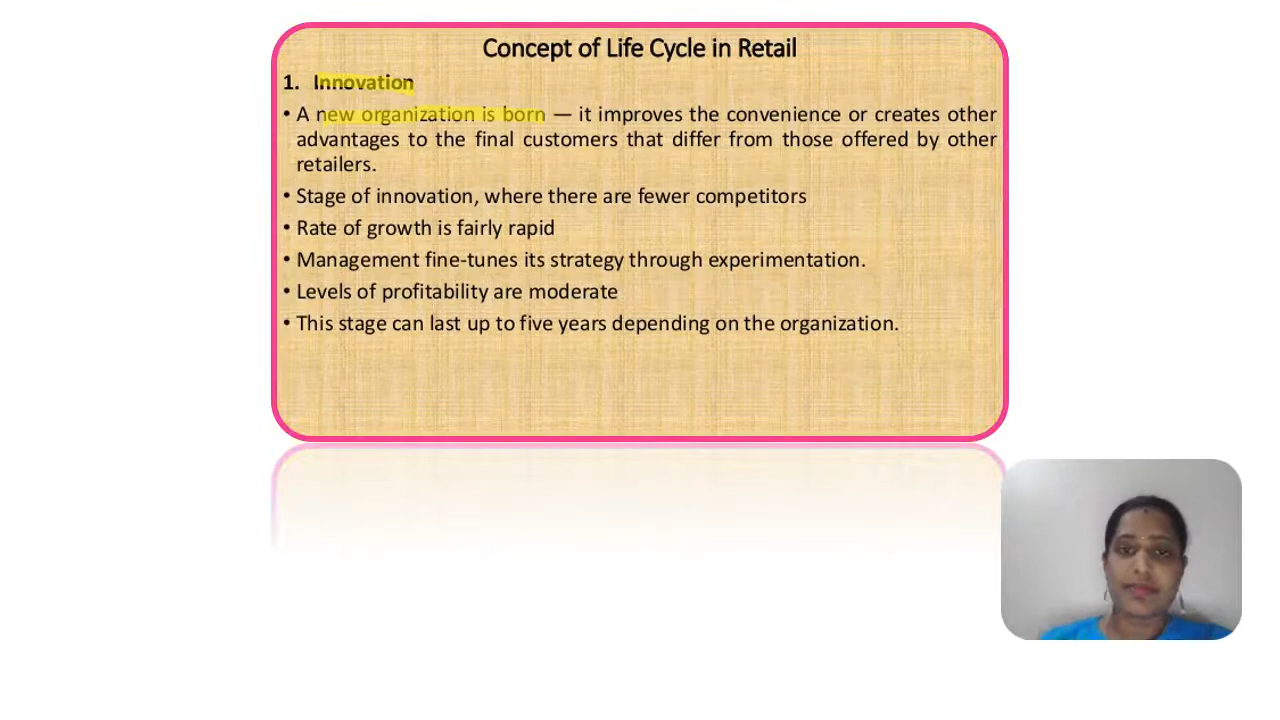 Concept of Life Cycle in Retail
1. Innovation
• A new organization is born — it improves the convenience or creates other
advantages to the final customers that differ from those offered by other
retailers.
• Stage of innovation, where there are fewer competitors
• Rate of growth is fairly rapid
• Management fine-tunes its strategy through experimentation.
• Levels of profitability are moderate
• This stage can last up to five years depending on the organization.